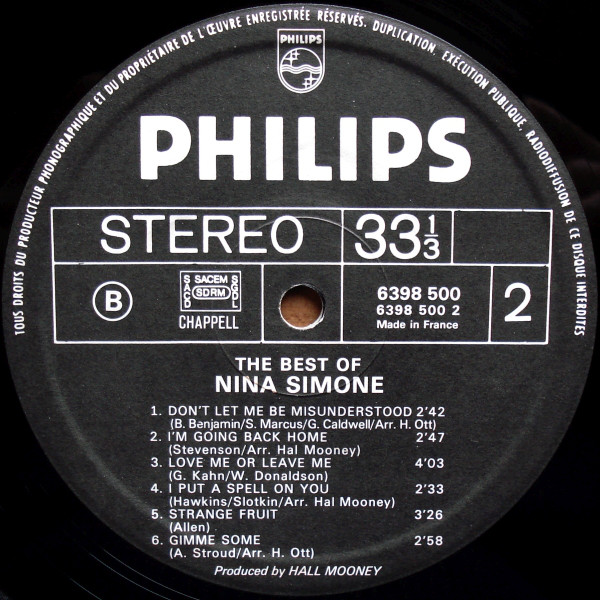 TOUS DROITS DU PRODUCTEUR PHONOGRAPHIQUE ET DU PROPRIÉTAIRE DE L'ŒUVRE ENREGISTRÉE RÉSERVÉS. DUPLICATION, EXÉCUTION PUBLIQUE, RADIODIFFUSION DE CE DISQUE INTERDITES
PHILIPS
PHILIPS
STEREO 33 1/3
B
SACEM
SACD SDRM SGDL
CHAPPELL
6398 500
6398 500 2
Made in France
2
THE BEST OF
NINA SIMONE
1. DON'T LET ME BE MISUNDERSTOOD 2'42
(B. Benjamin/S. Marcus/G. Caldwell/Arr. H. Ott)
2. I'M GOING BACK HOME 2'47
(Stevenson/Arr. Hal Mooney)
3. LOVE ME OR LEAVE ME 4'03
(G. Kahn/W. Donaldson)
4. I PUT A SPELL ON YOU 2'33
(Hawkins/Slotkin/Arr. Hal Mooney)
5. STRANGE FRUIT 3'26
(Allen)
6. GIMME SOME 2'58
(A. Stroud/Arr. H. Ott)
Produced by HALL MOONEY